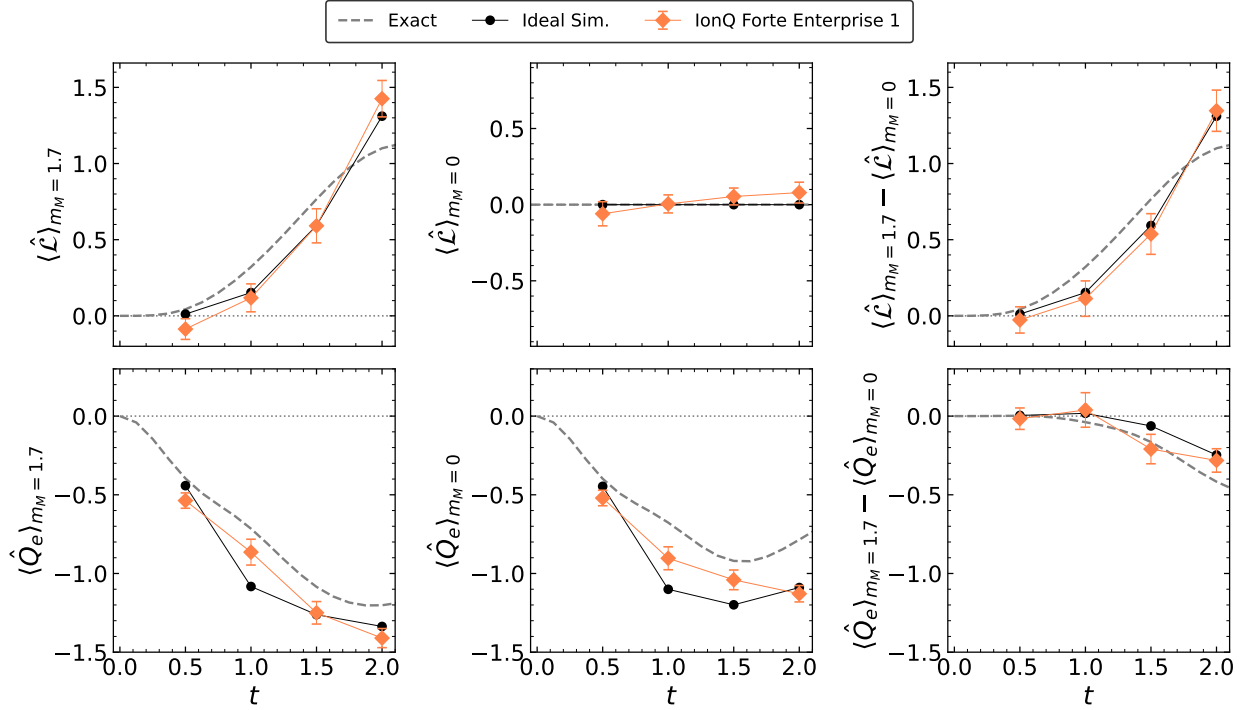 Exact Ideal Sim. IonQ Forte Enterprise 1
⟨ℒ̂⟩ₘ_M = 1.7
1.5
1.0
0.5
0.0
⟨ℒ̂⟩ₘ_M = 0
0.5
0.0
−0.5
⟨ℒ̂⟩ₘ_M = 1.7 − ⟨ℒ̂⟩ₘ_M = 0
1.5
1.0
0.5
0.0
⟨Q̂ₑ⟩ₘ_M = 1.7
0.0
−0.5
−1.0
−1.5
0.0 0.5 1.0 1.5 2.0
t
⟨Q̂ₑ⟩ₘ_M = 0
0.0
−0.5
−1.0
−1.5
0.0 0.5 1.0 1.5 2.0
t
⟨Q̂ₑ⟩ₘ_M = 1.7 − ⟨Q̂ₑ⟩ₘ_M = 0
0.0
−0.5
−1.0
−1.5
0.0 0.5 1.0 1.5 2.0
t